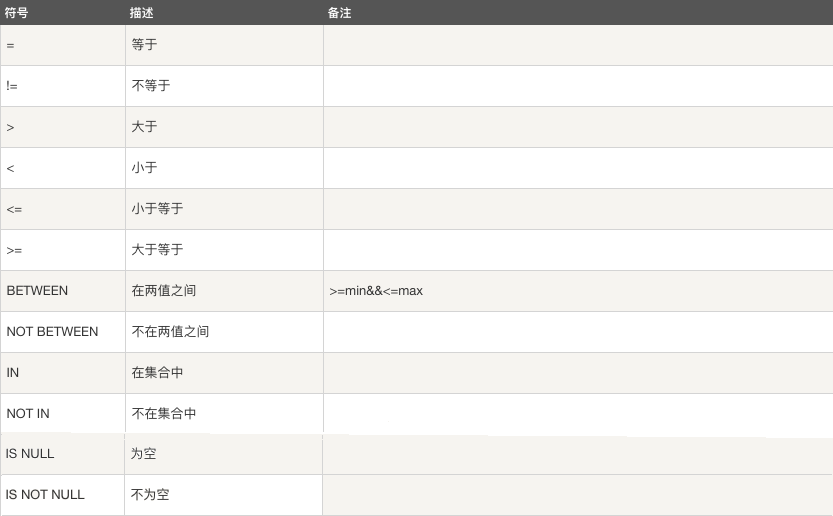 符号 描述 备注
= 等于
!= 不等于
> 大于
< 小于
<= 小于等于
>= 大于等于
BETWEEN 在两值之间 >=min&&<=max
NOT BETWEEN 不在两值之间
IN 在集合中
NOT IN 不在集合中
IS NULL 为空
IS NOT NULL 不为空